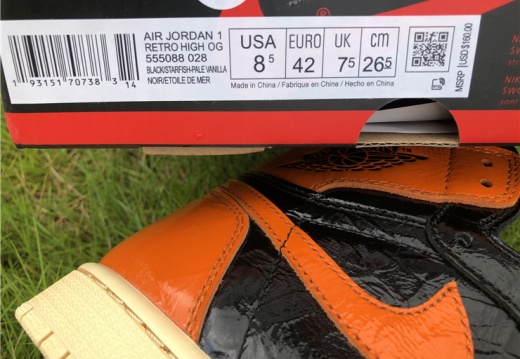 AIR JORDAN 1
RETRO HIGH OG
555088 028
BLACK/STARFISH-PALE VANILLA
NOIR/ETOILE DE MER
1 93151 70738 3 14
USA
8 5
EURO
42
UK
7 5
cm
26.5
Made in China / Fabrique en Chine / Hecho en China
MSRP USD $160.00